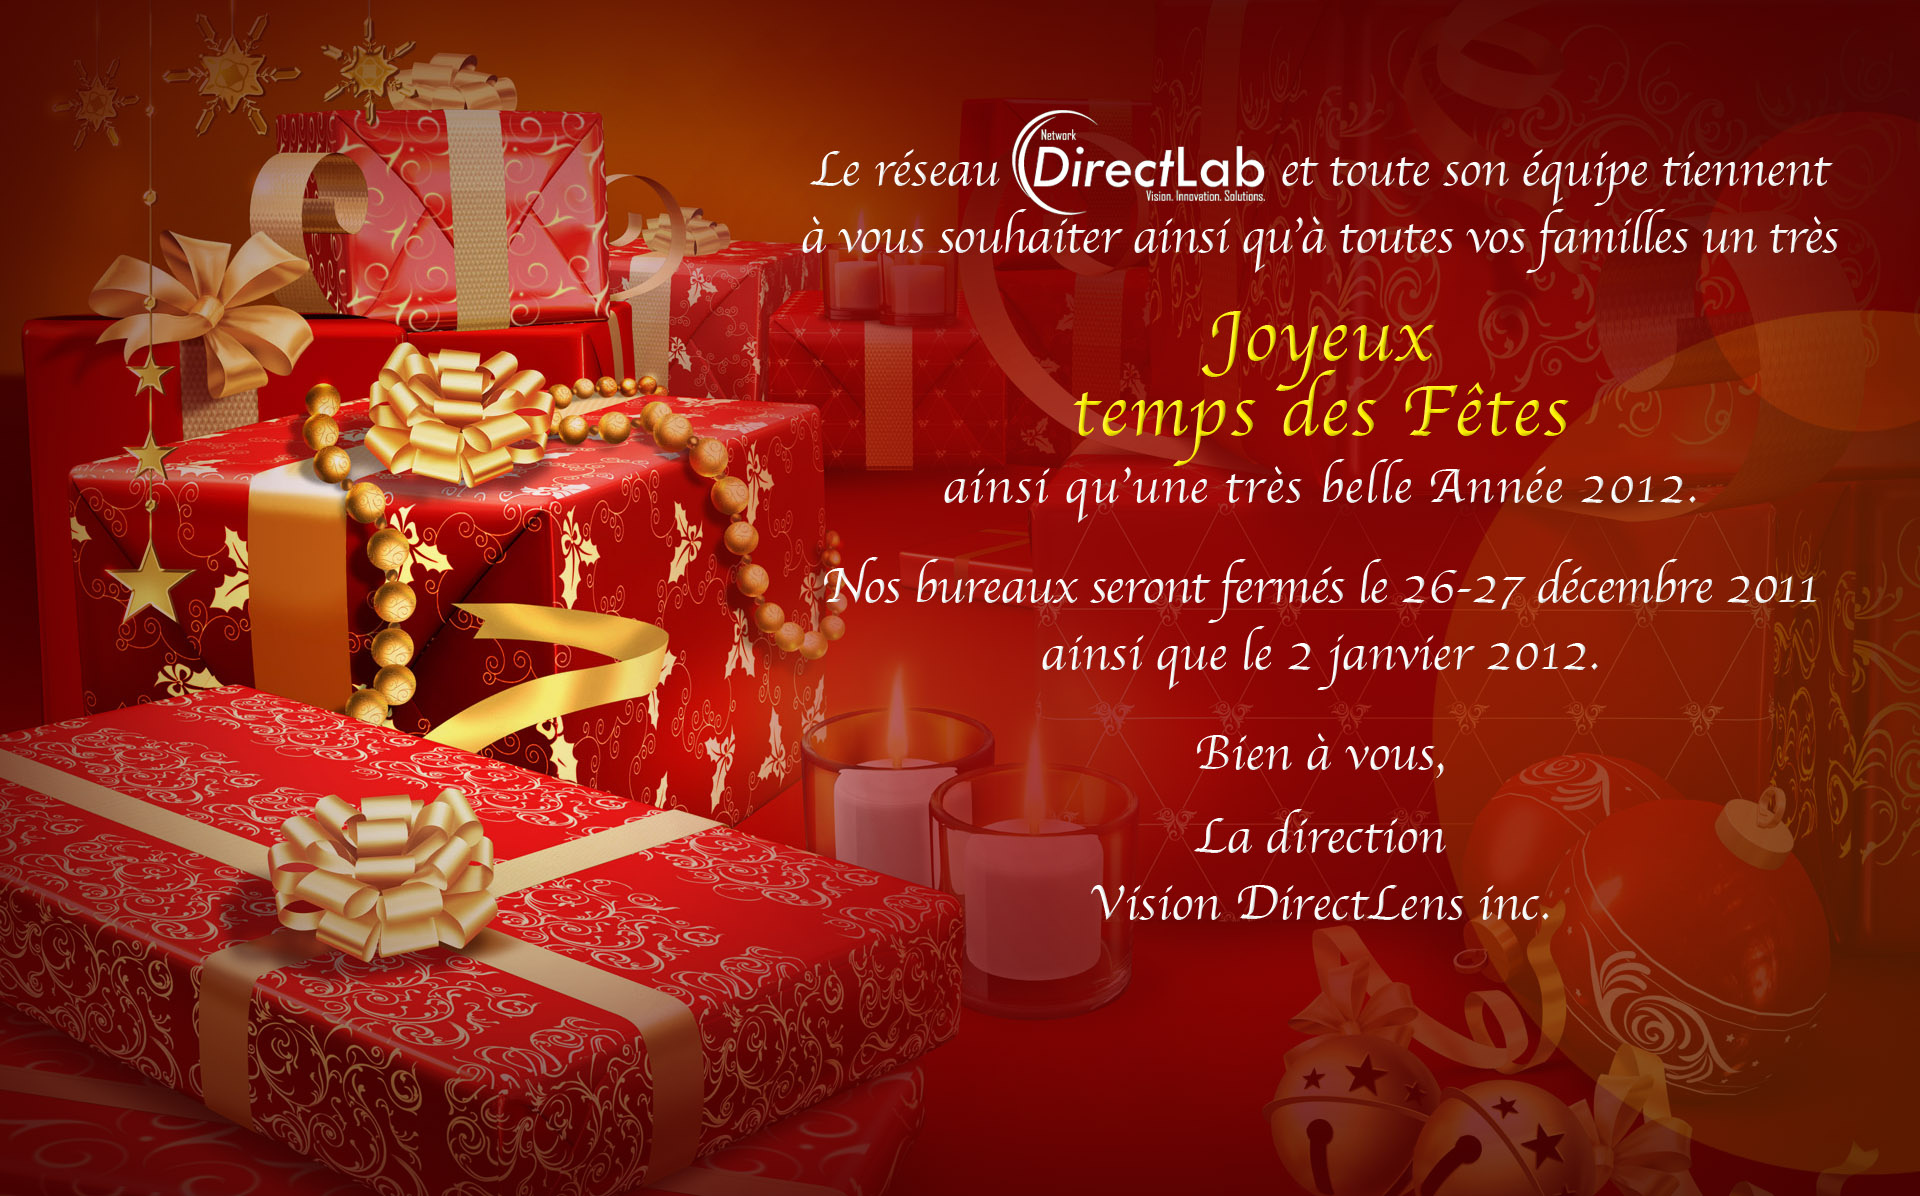 Le réseau Network DirectLab Vision. Innovation. Solutions. et toute son équipe tiennent
à vous souhaiter ainsi qu'à toutes vos familles un très
Joyeux
temps des Fêtes
ainsi qu'une très belle Année 2012.
Nos bureaux seront fermés le 26-27 décembre 2011
ainsi que le 2 janvier 2012.
Bien à vous,
La direction
Vision DirectLens inc.